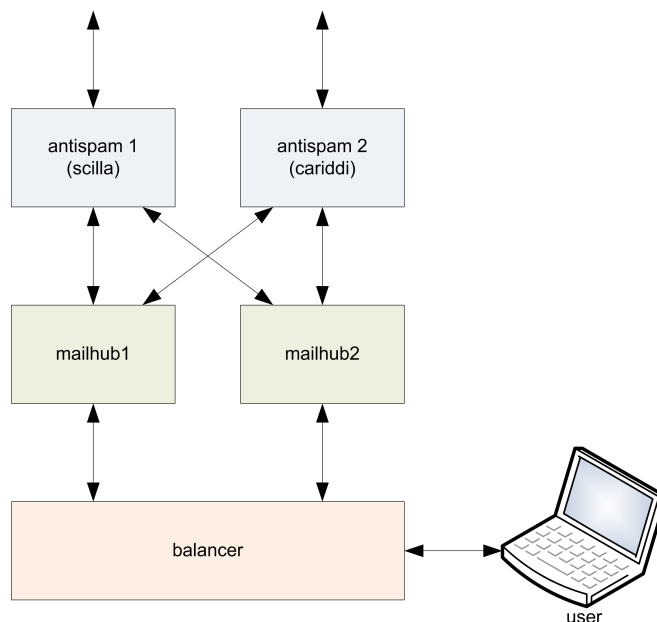 antispam 1
(scilla)
antispam 2
(cariddi)
mailhub1
mailhub2
balancer
user